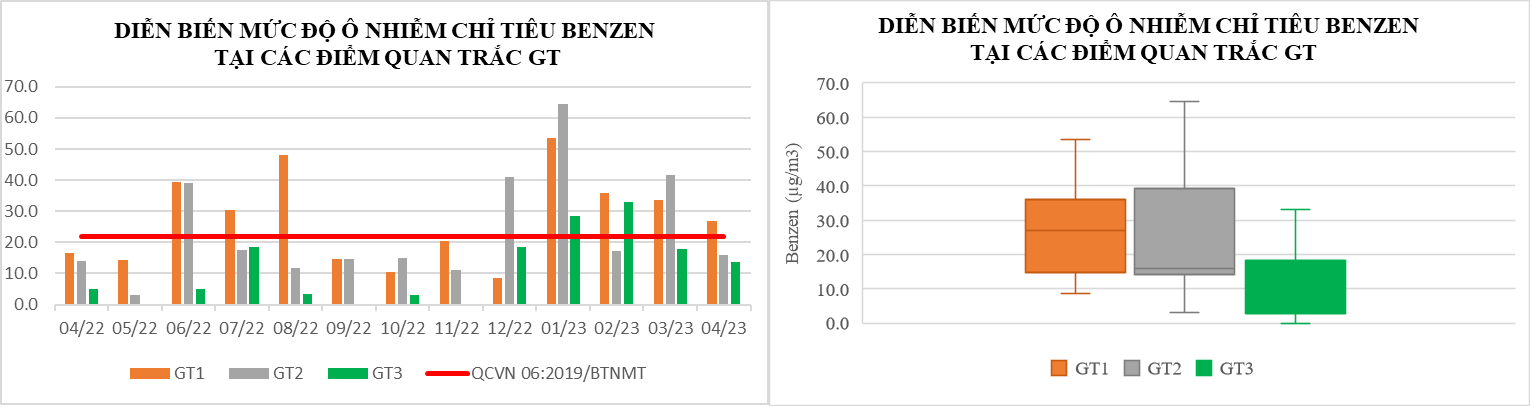 DIỄN BIẾN MỨC ĐỘ Ô NHIỄM CHỈ TIÊU BENZEN
TẠI CÁC ĐIỂM QUAN TRẮC GT
70.0
60.0
50.0
40.0
30.0
20.0
10.0
0.0
04/22 05/22 06/22 07/22 08/22 09/22 10/22 11/22 12/22 01/23 02/23 03/23 04/23
GT1 GT2 GT3 QCVN 06:2019/BTNMT
DIỄN BIẾN MỨC ĐỘ Ô NHIỄM CHỈ TIÊU BENZEN
TẠI CÁC ĐIỂM QUAN TRẮC GT
Benzen (µg/m3)
70.0
60.0
50.0
40.0
30.0
20.0
10.0
0.0
GT1 GT2 GT3